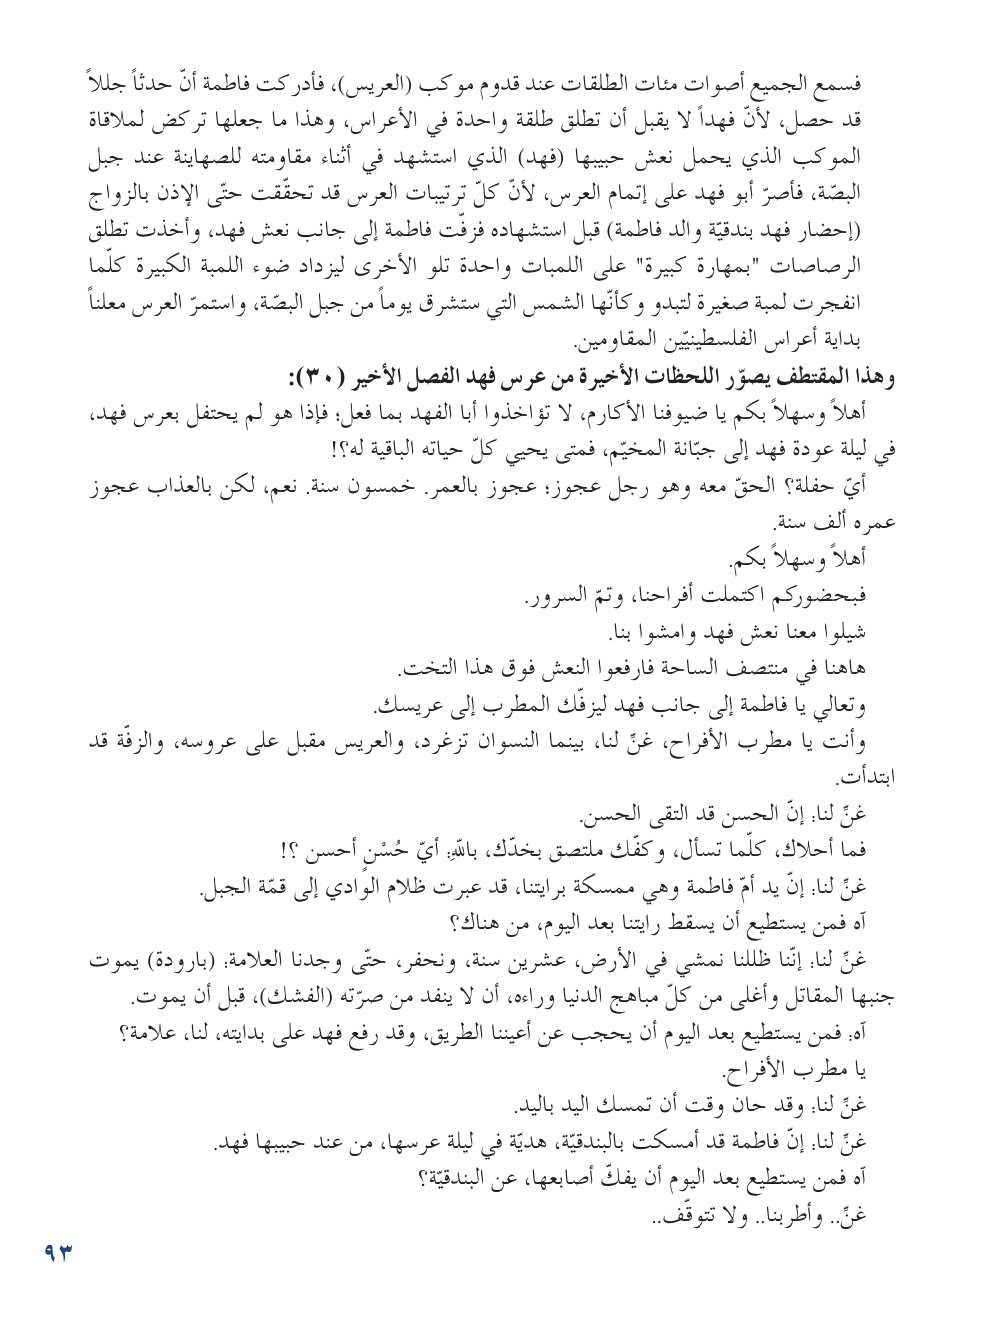 فسمع الجميع أصوات مئات الطلقات عند قدوم موكب (العريس)، فأدركت فاطمة أنّ حدثاً جللاً
قد حصل، لأنّ فهداً لا يقبل أن تطلق طلقة واحدة في الأعراس، وهذا ما جعلها تركض لملاقاة
الموكب الذي يحمل نعش حبيبها (فهد) الذي استشهد في أثناء مقاومته للصهاينة عند جبل
البصّة، فأصرّ أبو فهد على إتمام العرس، لأنّ كلّ ترتيبات العرس قد تحقّقت حتّى الإذن بالزواج
(إحضار فهد بندقيّة والد فاطمة) قبل استشهاده فزفّت فاطمة إلى جانب نعش فهد، وأخذت تطلق
الرصاصات "بمهارة كبيرة" على اللمبات واحدة تلو الأخرى ليزداد ضوء اللمبة الكبيرة كلّما
انفجرت لمبة صغيرة لتبدو وكأنّها الشمس التي ستشرق يوماً من جبل البصّة، واستمرّ العرس معلناً
بداية أعراس الفلسطينيّين المقاومين.
وهذا المقتطف يصوّر اللحظات الأخيرة من عرس فهد الفصل الأخير (٣٠):
أهلاً وسهلاً بكم يا ضيوفنا الأكارم، لا تؤاخذوا أبا الفهد بما فعل؛ فإذا هو لم يحتفل بعرس فهد،
في ليلة عودة فهد إلى جبّانة المخيّم، فمتى يحيي كلّ حياته الباقية له؟!
أيّ حفلة؟ الحقّ معه وهو رجل عجوز؛ عجوز بالعمر. خمسون سنة. نعم، لكن بالعذاب عجوز
عمره ألف سنة.
أهلاً وسهلاً بكم.
فبحضوركم اكتملت أفراحنا، وتمّ السرور.
شيلوا معنا نعش فهد وامشوا بنا.
هاهنا في منتصف الساحة فارفعوا النعش فوق هذا التخت.
وتعالي يا فاطمة إلى جانب فهد ليزفّك المطرب إلى عريسك.
وأنت يا مطرب الأفراح، غنِّ لنا، بينما النسوان تزغرد، والعريس مقبل على عروسه، والزفّة قد
ابتدأت.
غنِّ لنا: إنّ الحسن قد التقى الحسن.
فما أحلاك، كلّما تسأل، وكفّك ملتصق بخدّك، باللّهِ: أيّ حُسْنٍ أحسن ؟!
غنِّ لنا: إنّ يد أمّ فاطمة وهي ممسكة برايتنا، قد عبرت ظلام الوادي إلى قمّة الجبل.
آه فمن يستطيع أن يسقط رايتنا بعد اليوم، من هناك؟
غنِّ لنا: إنّنا ظللنا نمشي في الأرض، عشرين سنة، ونحفر، حتّى وجدنا العلامة: (بارودة) يموت
جنبها المقاتل وأغلى من كلّ مباهج الدنيا وراءه، أن لا ينفد من صرّته (الفشك)، قبل أن يموت.
آه: فمن يستطيع بعد اليوم أن يحجب عن أعيننا الطريق، وقد رفع فهد على بدايته، لنا، علامة؟
يا مطرب الأفراح.
غنِّ لنا: وقد حان وقت أن تمسك اليد باليد.
غنِّ لنا: إنّ فاطمة قد أمسكت بالبندقيّة، هديّة في ليلة عرسها، من عند حبيبها فهد.
آه فمن يستطيع بعد اليوم أن يفكّ أصابعها، عن البندقيّة؟
غنِّ.. وأطربنا.. ولا تتوقّف..
٩٣